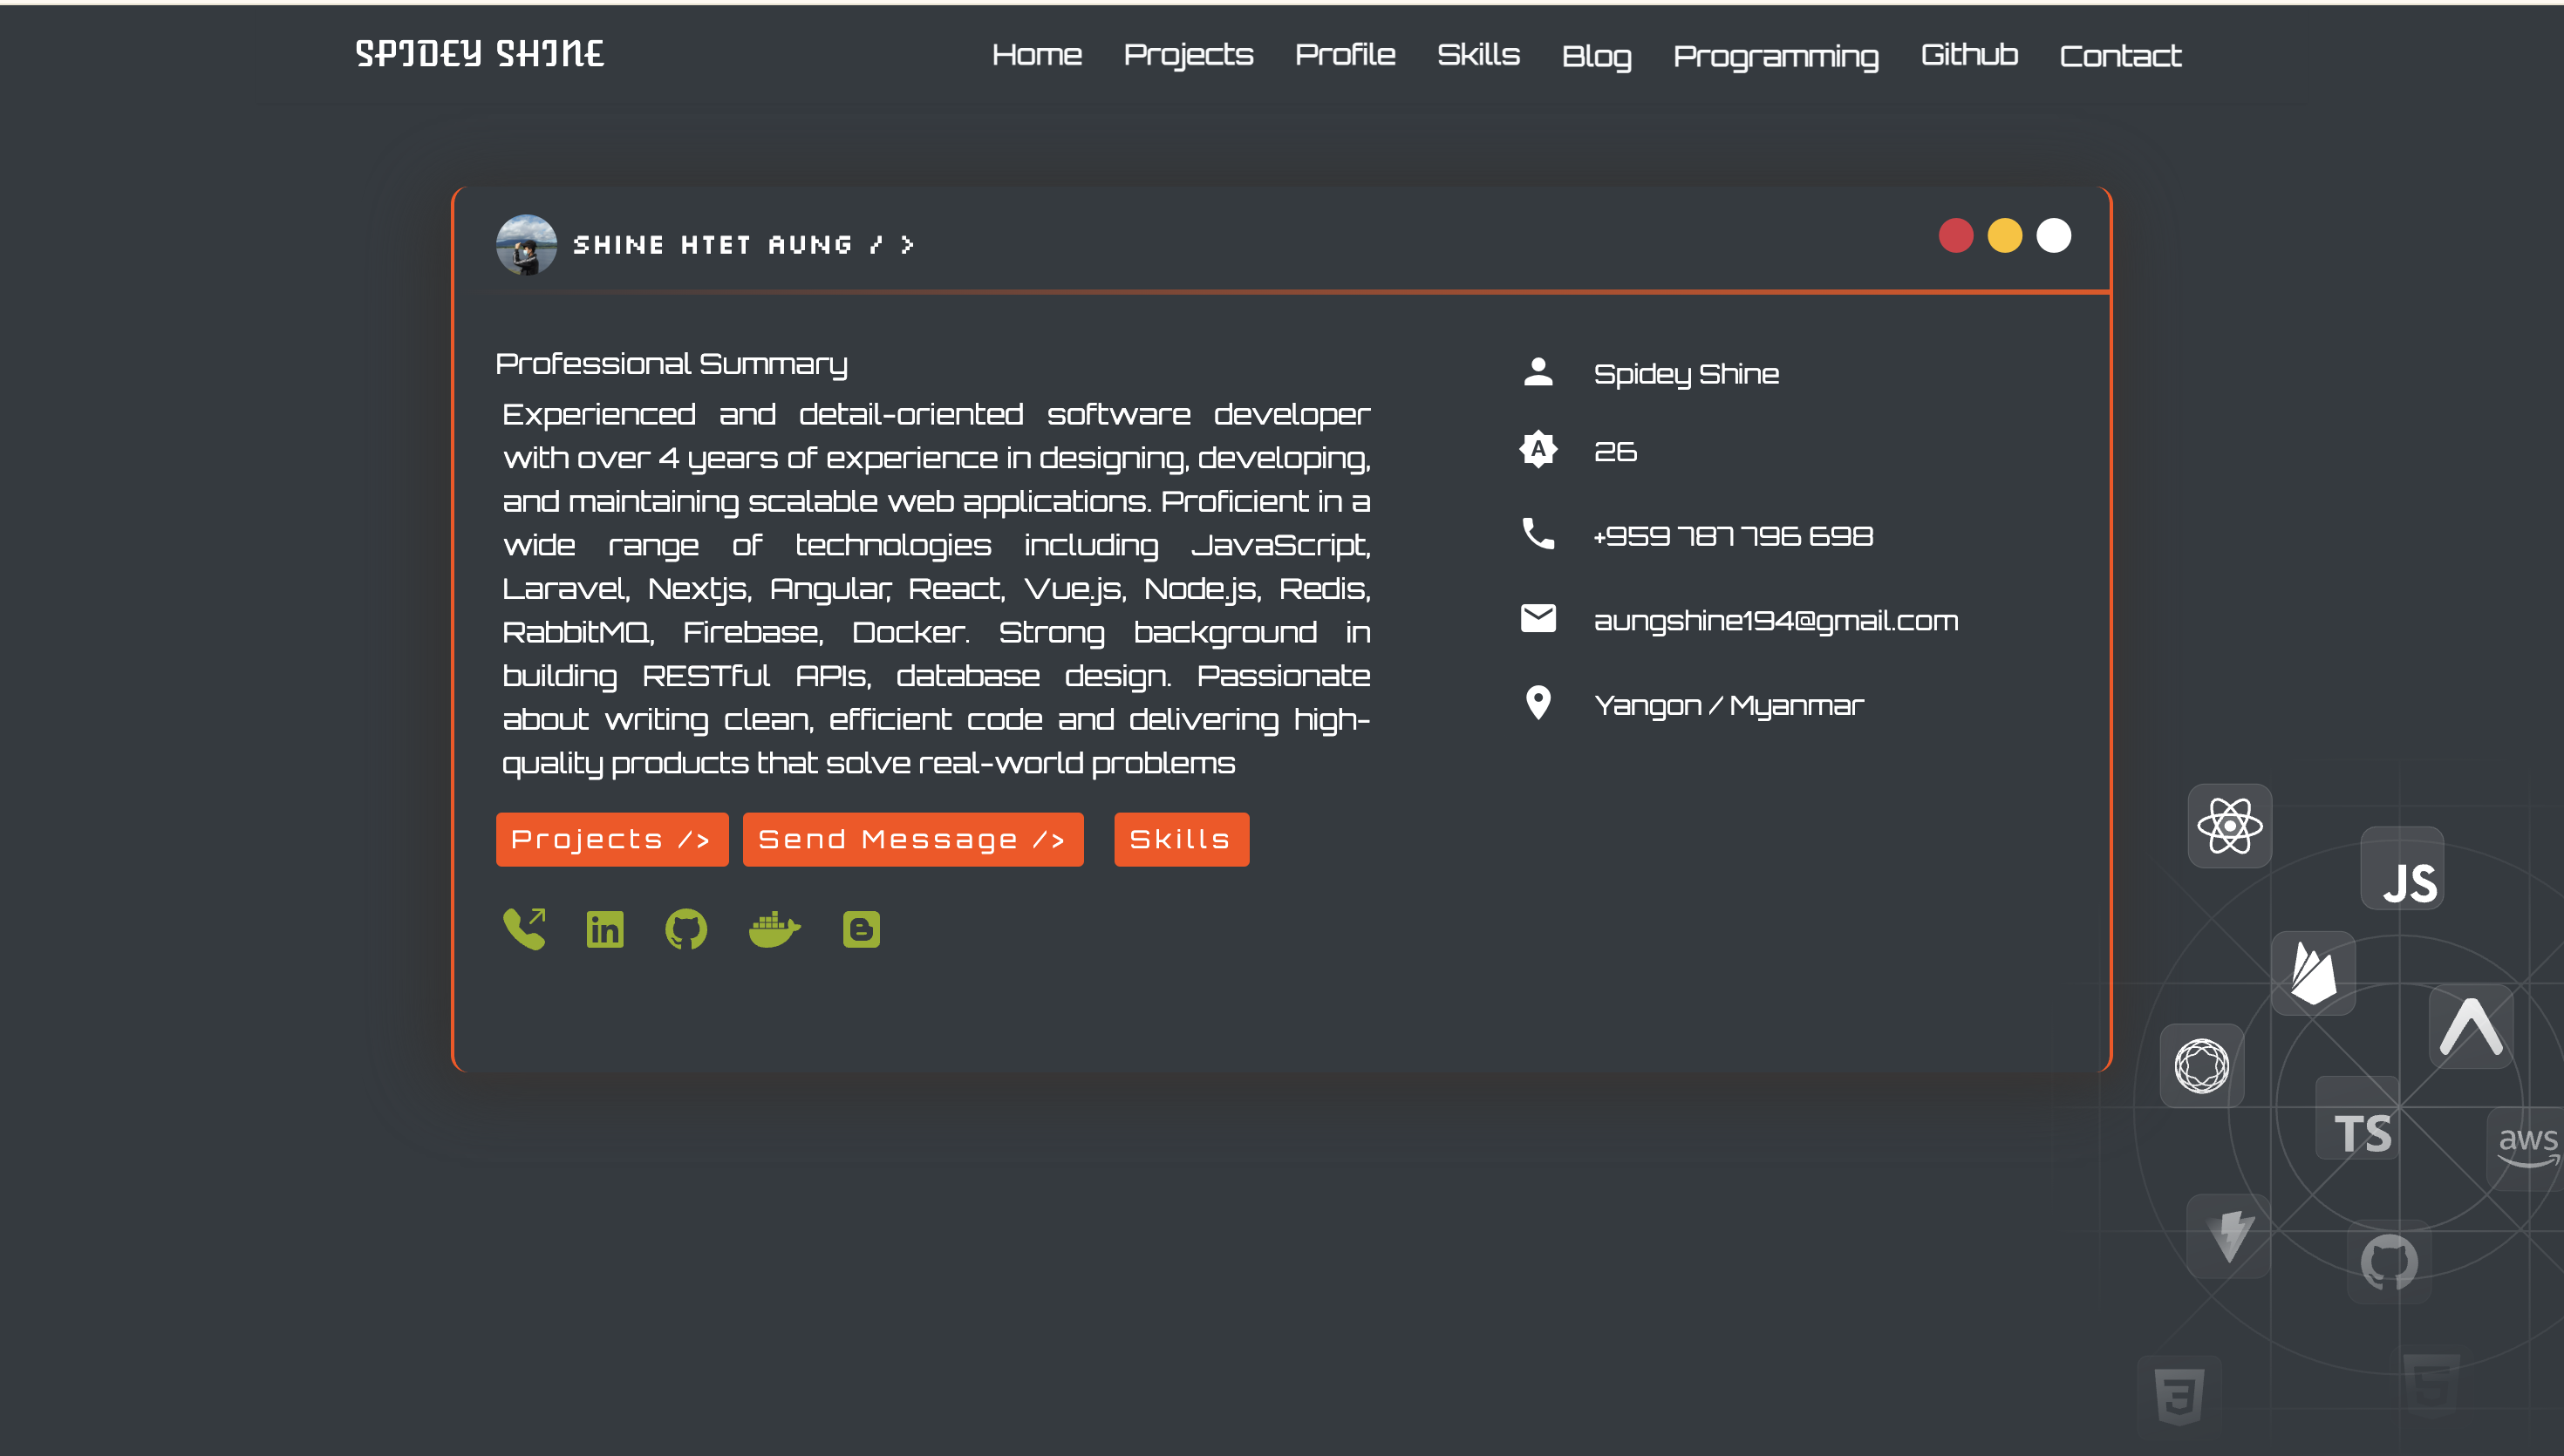 SPIDEY SHINE
Home Projects Profile Skills Blog Programming Github Contact
SHINE HTET AUNG / >
Professional Summary
Experienced and detail-oriented software developer
with over 4 years of experience in designing, developing,
and maintaining scalable web applications. Proficient in a
wide range of technologies including JavaScript,
Laravel, Nextjs, Angular, React, Vue.js, Node.js, Redis,
RabbitMQ, Firebase, Docker. Strong background in
building RESTful APIs, database design. Passionate
about writing clean, efficient code and delivering high-
quality products that solve real-world problems
Projects />
Send Message />
Skills
Spidey Shine
A
26
+959 787 796 698
aungshine194@gmail.com
Yangon / Myanmar
in
JS
TS
aws
3
5